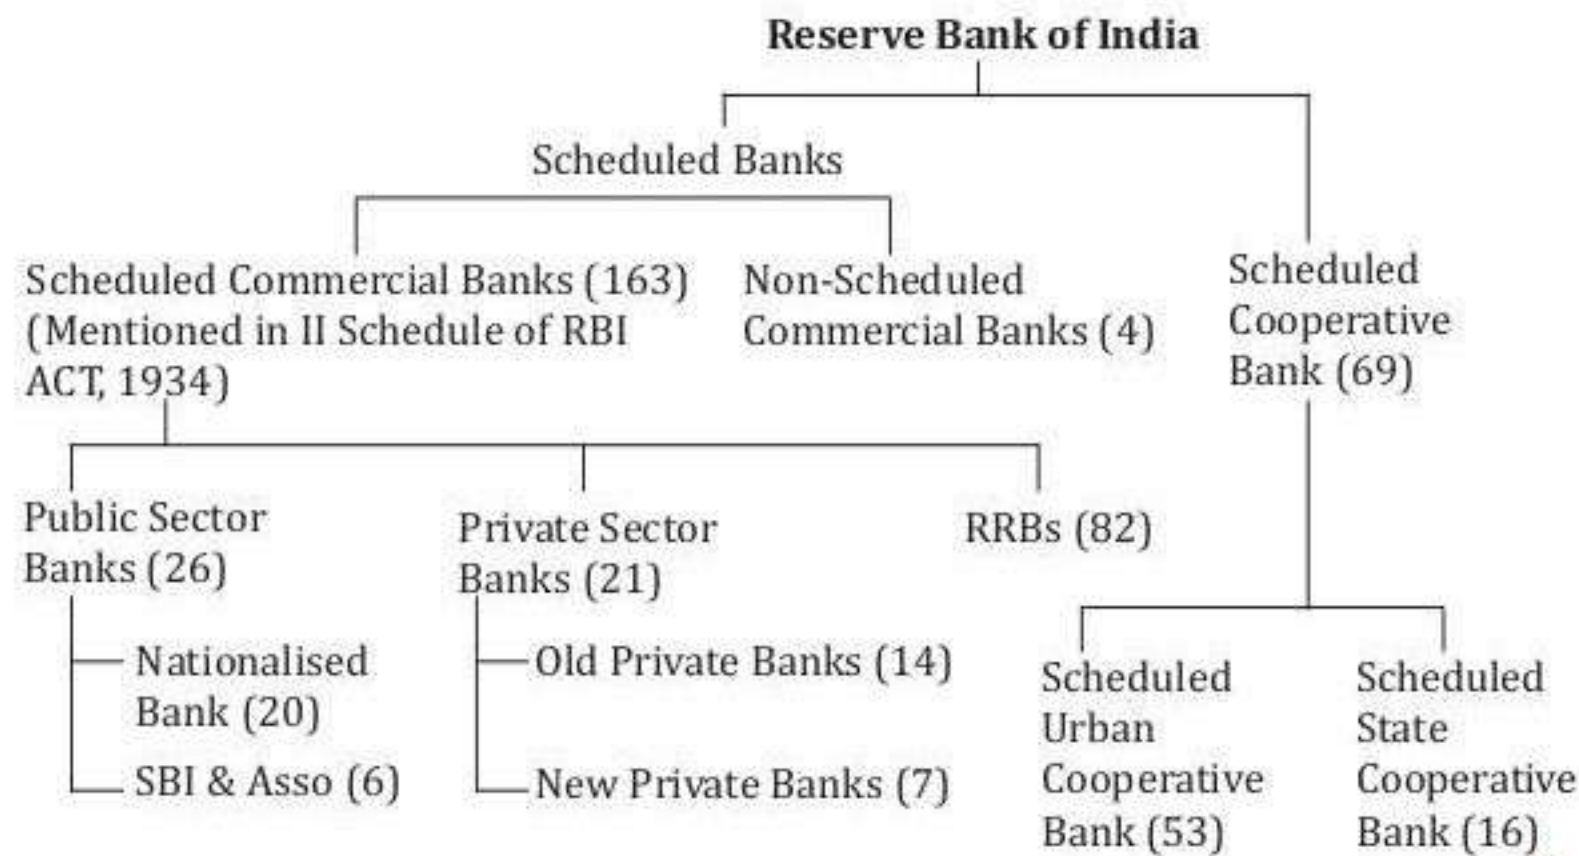 Reserve Bank of India
Scheduled Banks
Scheduled Commercial Banks (163)
(Mentioned in II Schedule of RBI
ACT, 1934)
Non-Scheduled
Commercial Banks (4)
Scheduled
Cooperative
Bank (69)
Public Sector
Banks (26)
Private Sector
Banks (21)
RRBs (82)
Nationalised
Bank (20)
SBI & Asso (6)
Old Private Banks (14)
New Private Banks (7)
Scheduled
Urban
Cooperative
Bank (53)
Scheduled
State
Cooperative
Bank (16)